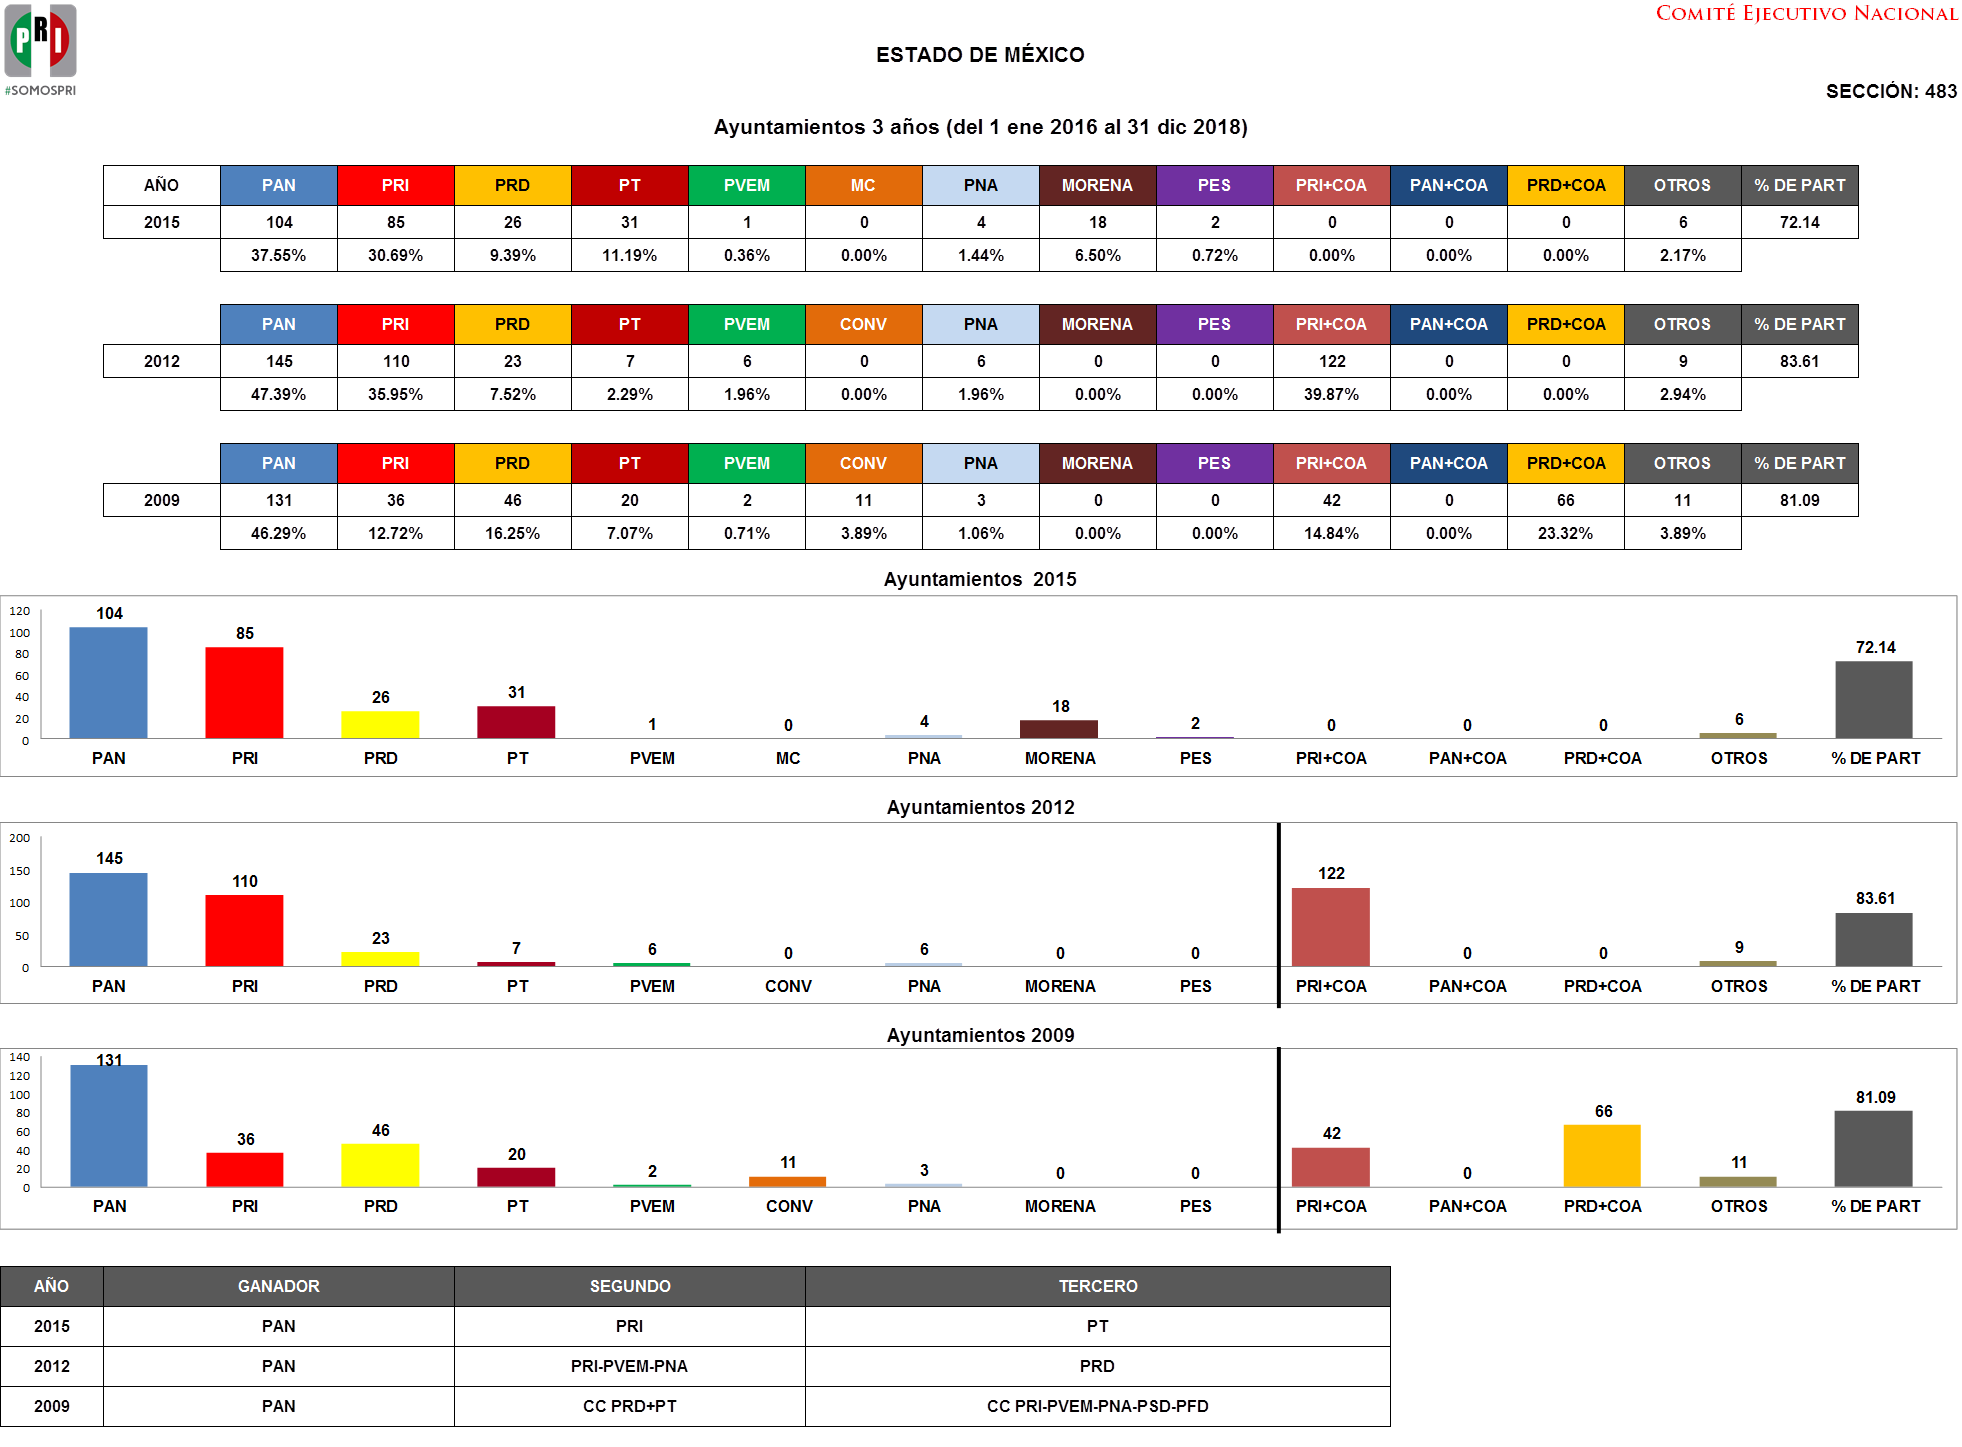 PRI
#SOMOSPRI
COMITÉ EJECUTIVO NACIONAL
ESTADO DE MÉXICO
SECCIÓN: 483
Ayuntamientos 3 años (del 1 ene 2016 al 31 dic 2018)
AÑO PAN PRI PRD PT PVEM MC PNA MORENA PES PRI+COA PAN+COA PRD+COA OTROS % DE PART
2015 104 85 26 31 1 0 4 18 2 0 0 0 6 72.14
37.55% 30.69% 9.39% 11.19% 0.36% 0.00% 1.44% 6.50% 0.72% 0.00% 0.00% 0.00% 2.17%
PAN PRI PRD PT PVEM CONV PNA MORENA PES PRI+COA PAN+COA PRD+COA OTROS % DE PART
2012 145 110 23 7 6 0 6 0 0 122 0 0 9 83.61
47.39% 35.95% 7.52% 2.29% 1.96% 0.00% 1.96% 0.00% 0.00% 39.87% 0.00% 0.00% 2.94%
PAN PRI PRD PT PVEM CONV PNA MORENA PES PRI+COA PAN+COA PRD+COA OTROS % DE PART
2009 131 36 46 20 2 11 3 0 0 42 0 66 11 81.09
46.29% 12.72% 16.25% 7.07% 0.71% 3.89% 1.06% 0.00% 0.00% 14.84% 0.00% 23.32% 3.89%
Ayuntamientos 2015
120
100
80
60
40
20
0
104 85 26 31 1 0 4 18 2 0 0 0 6 72.14
PAN PRI PRD PT PVEM MC PNA MORENA PES PRI+COA PAN+COA PRD+COA OTROS % DE PART
Ayuntamientos 2012
200
150
100
50
0
145 110 23 7 6 0 6 0 0 122 0 0 9 83.61
PAN PRI PRD PT PVEM CONV PNA MORENA PES PRI+COA PAN+COA PRD+COA OTROS % DE PART
Ayuntamientos 2009
140
120
100
80
60
40
20
0
131 36 46 20 2 11 3 0 0 42 0 66 11 81.09
PAN PRI PRD PT PVEM CONV PNA MORENA PES PRI+COA PAN+COA PRD+COA OTROS % DE PART
AÑO GANADOR SEGUNDO TERCERO
2015 PAN PRI PT
2012 PAN PRI-PVEM-PNA PRD
2009 PAN CC PRD+PT CC PRI-PVEM-PNA-PSD-PFD